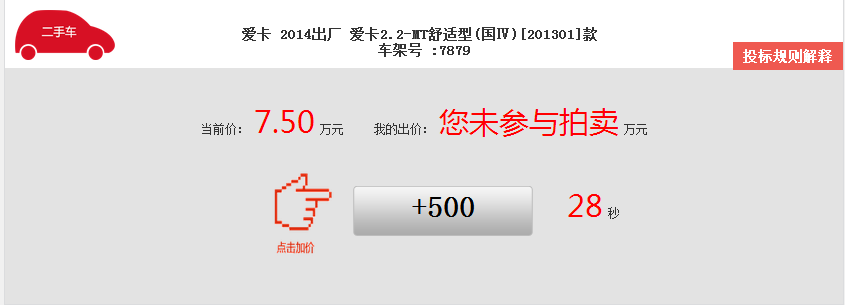 二手车
爱卡 2014出厂 爱卡2.2-MT舒适型(国Ⅳ)[201301]款
车架号 :7879
投标规则解释
当前价: 7.50 万元 我的出价: 您未参与拍卖 万元
+500
28 秒
点击加价